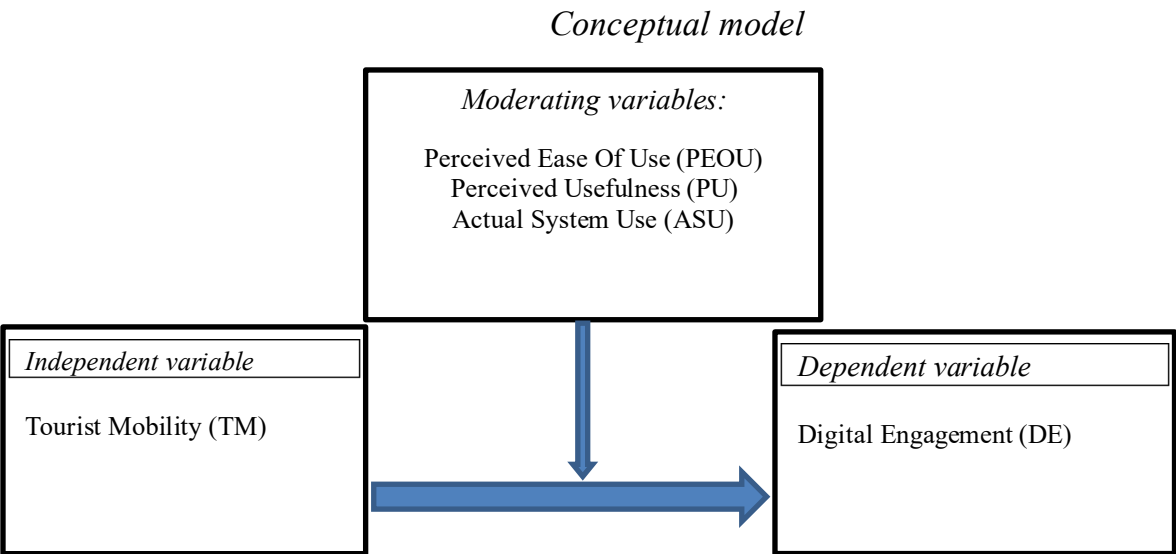 Conceptual model
Moderating variables:
Perceived Ease Of Use (PEOU)
Perceived Usefulness (PU)
Actual System Use (ASU)
Independent variable
Tourist Mobility (TM)
Dependent variable
Digital Engagement (DE)